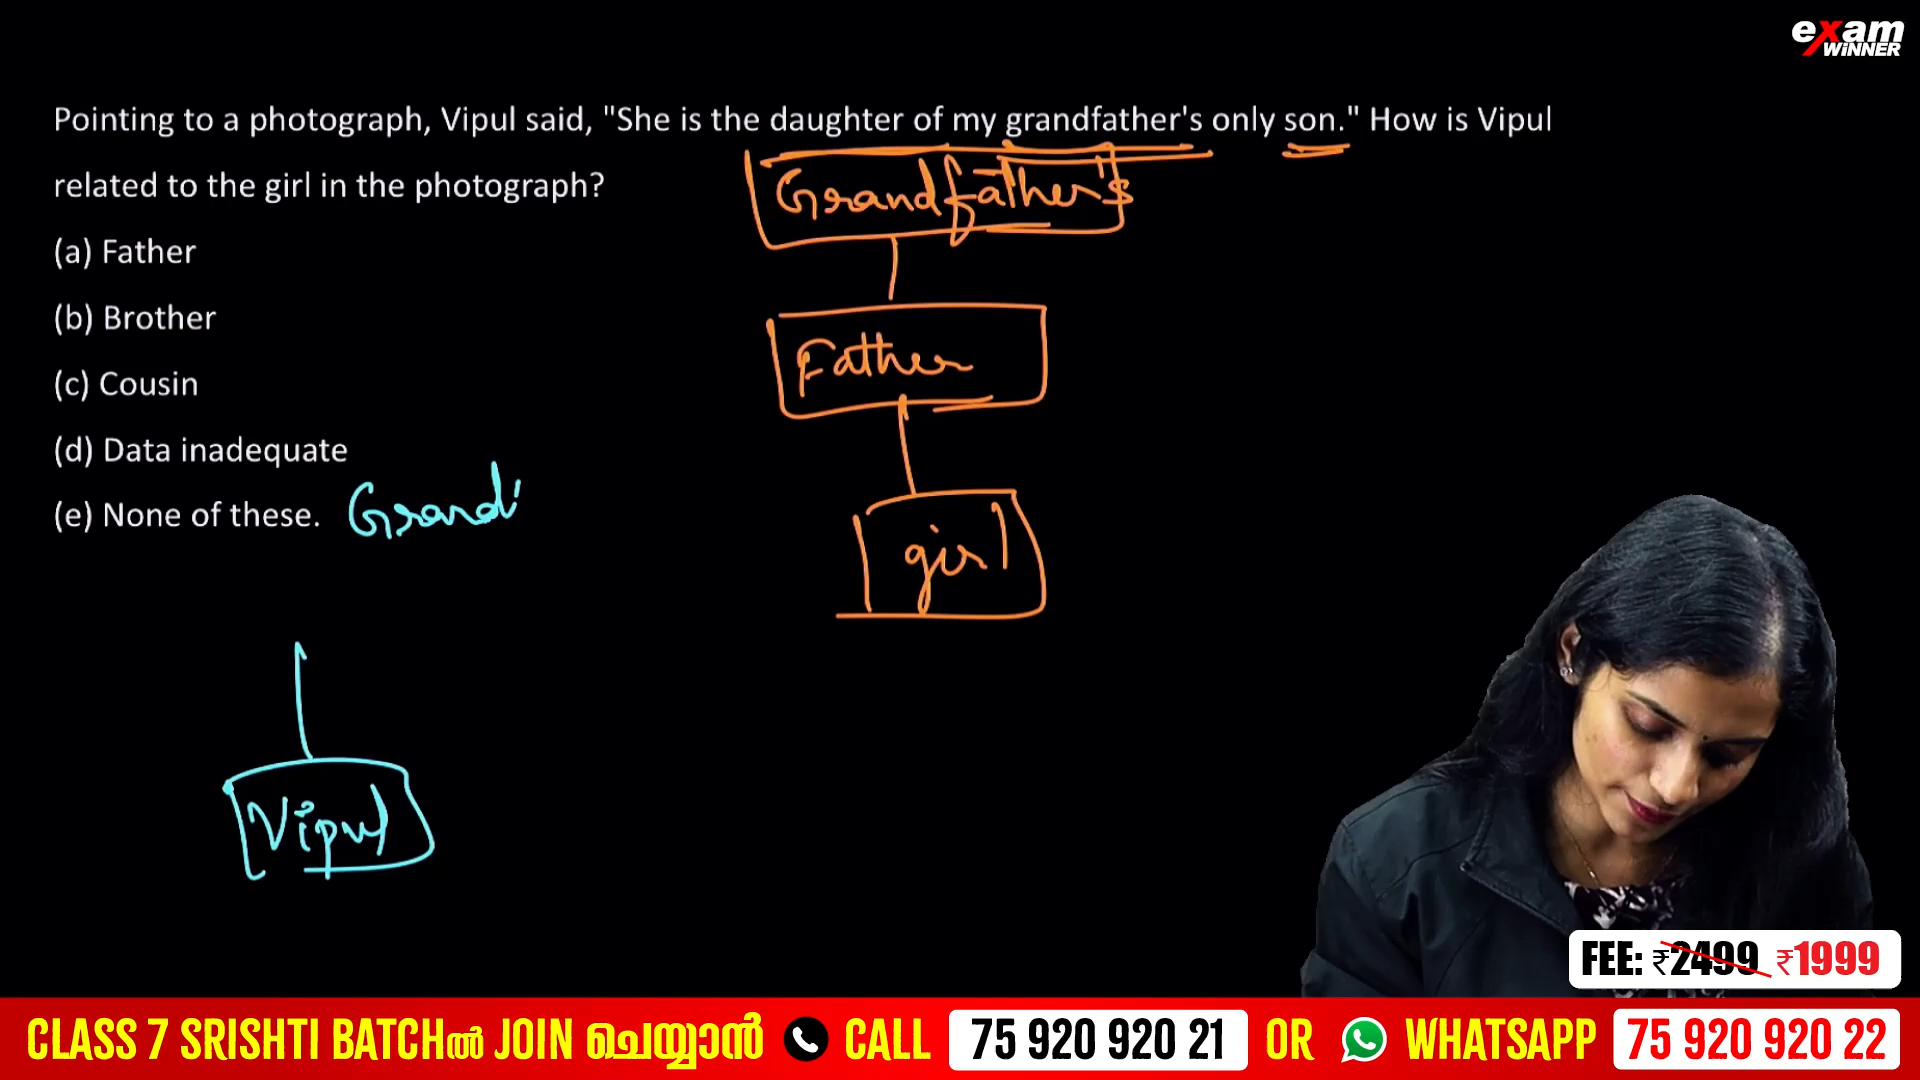 exam
WiNNER
Pointing to a photograph, Vipul said, "She is the daughter of my grandfather's only son." How is Vipul
related to the girl in the photograph?
(a) Father
(b) Brother
(c) Cousin
(d) Data inadequate
(e) None of these.
Grandfather's
Father
girl
Grand
Vipul
FEE: ₹2499 ₹1999
CLASS 7 SRISHTI BATCHൽ JOIN ചെയ്യാൻ CALL 75 920 920 21 OR WHATSAPP 75 920 920 22